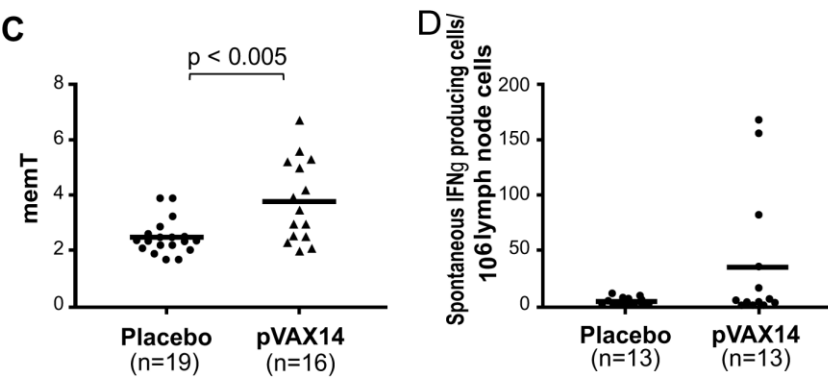 C
p < 0.005
memT
8
6
4
2
0
Placebo
(n=19)
pVAX14
(n=16)
D
Spontaneous IFNg producing cells/
10⁶ lymph node cells
200
150
100
50
0
Placebo
(n=13)
pVAX14
(n=13)